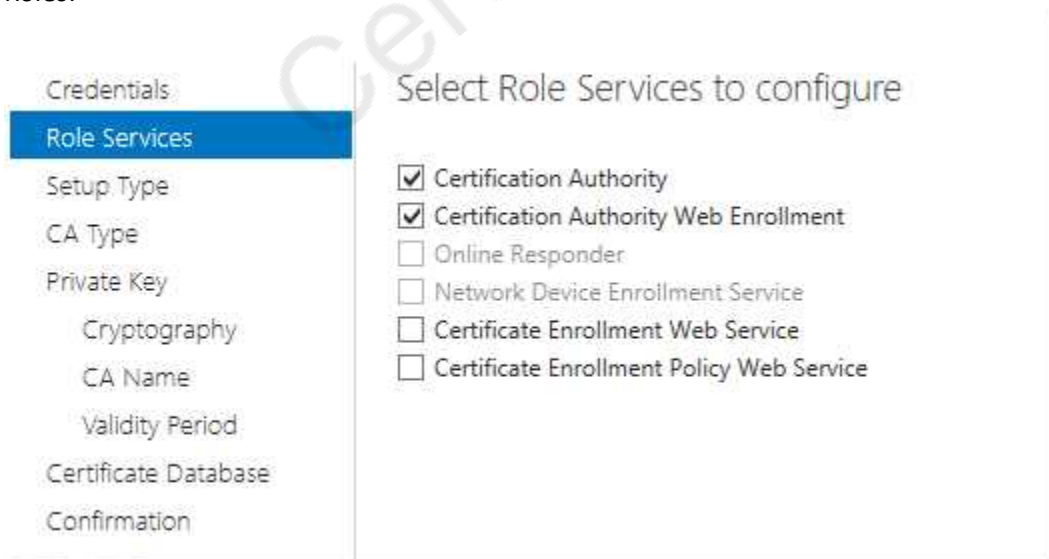 Credentials
Role Services
Setup Type
CA Type
Private Key
Cryptography
CA Name
Validity Period
Certificate Database
Confirmation
Select Role Services to configure
Certification Authority
Certification Authority Web Enrollment
Online Responder
Network Device Enrollment Service
Certificate Enrollment Web Service
Certificate Enrollment Policy Web Service